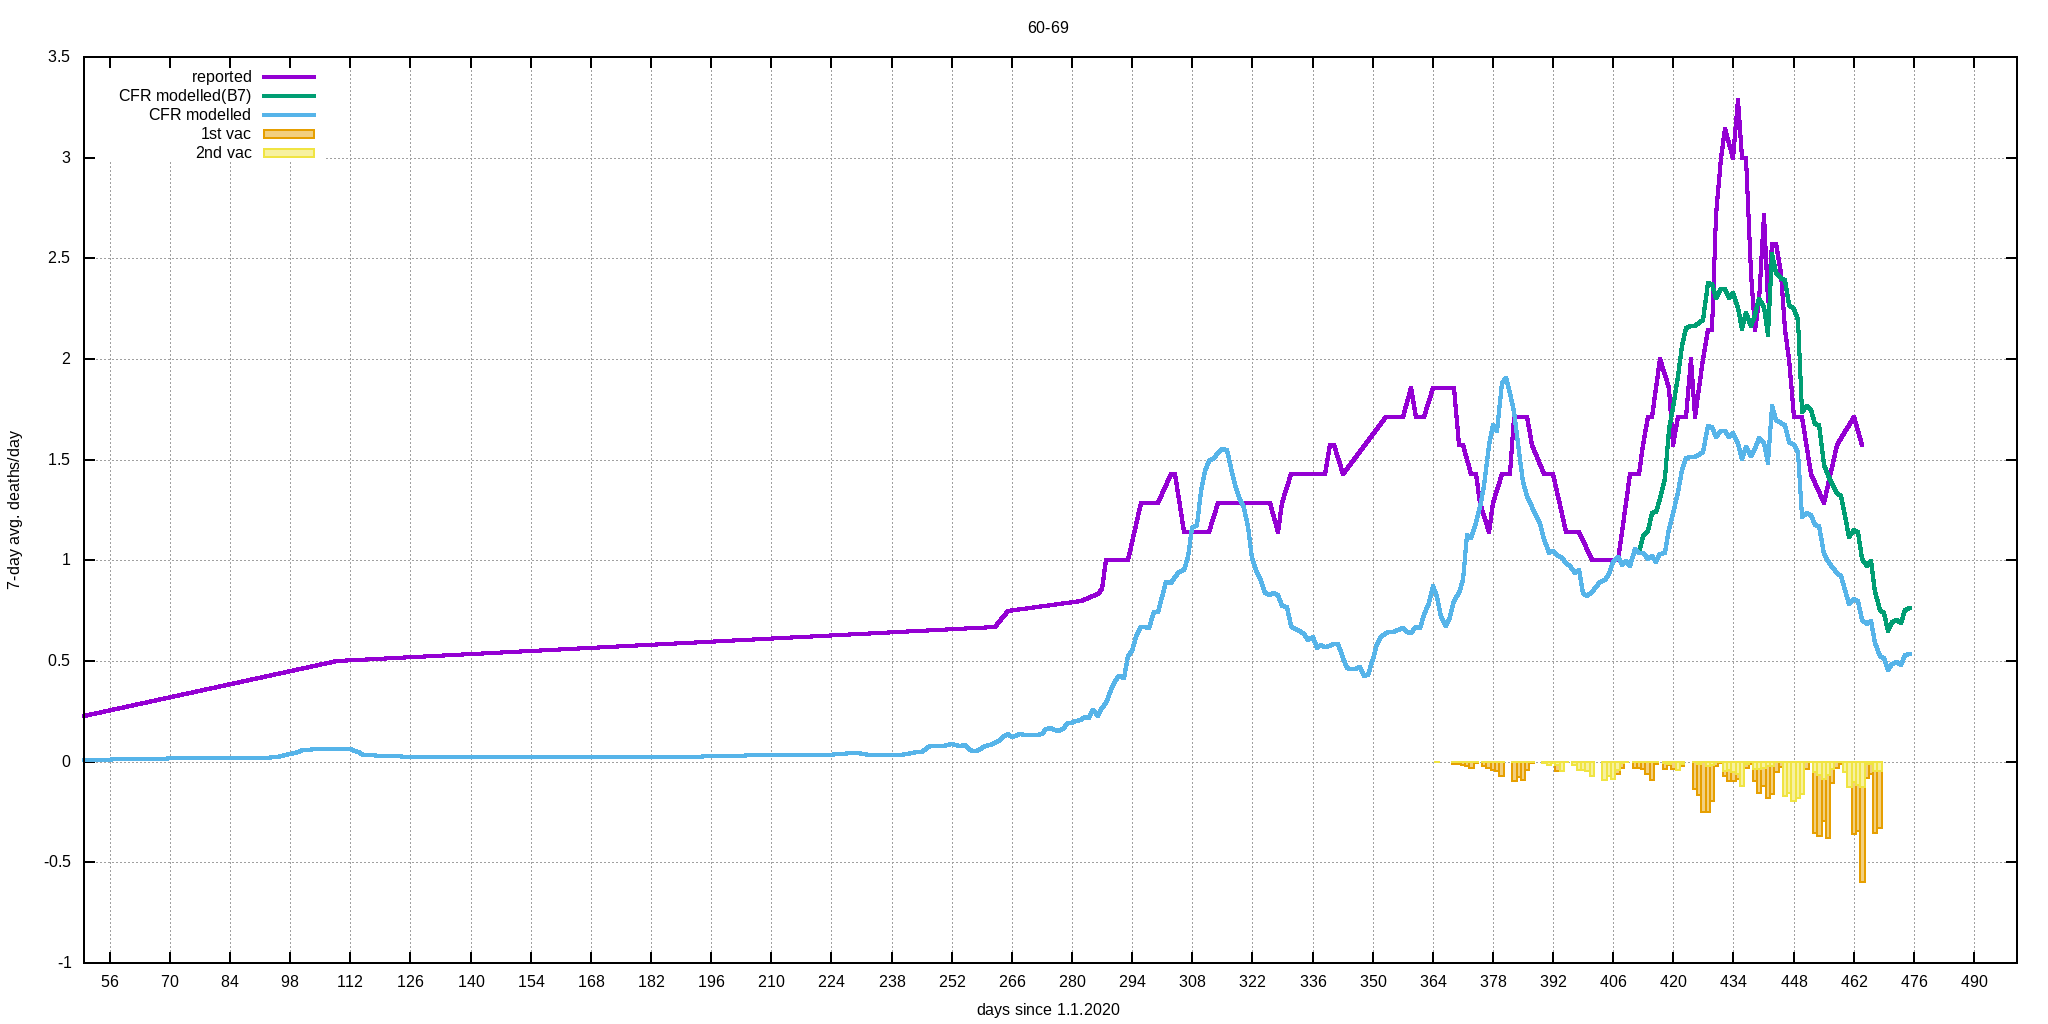 60-69
3.5
3
2.5
2
1.5
1
0.5
0
-0.5
-1
7-day avg. deaths/day
reported
CFR modelled(B7)
CFR modelled
1st vac
2nd vac
56 70 84 98 112 126 140 154 168 182 196 210 224 238 252 266 280 294 308 322 336 350 364 378 392 406 420 434 448 462 476 490
days since 1.1.2020